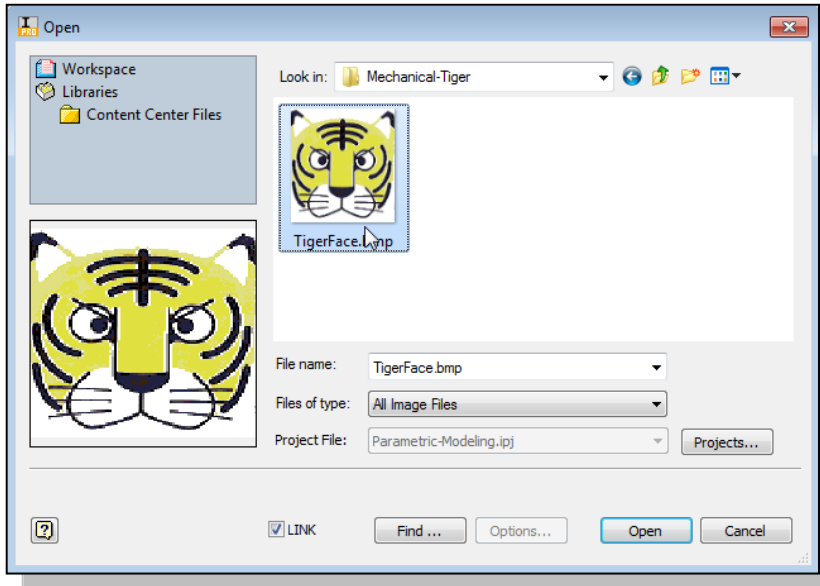 I
PRO
Open
Workspace
Libraries
Content Center Files
Look in: Mechanical-Tiger
TigerFace.bmp
File name: TigerFace.bmp
Files of type: All Image Files
Project File: Parametric-Modeling.ipj Projects...
? LINK Find ... Options... Open Cancel